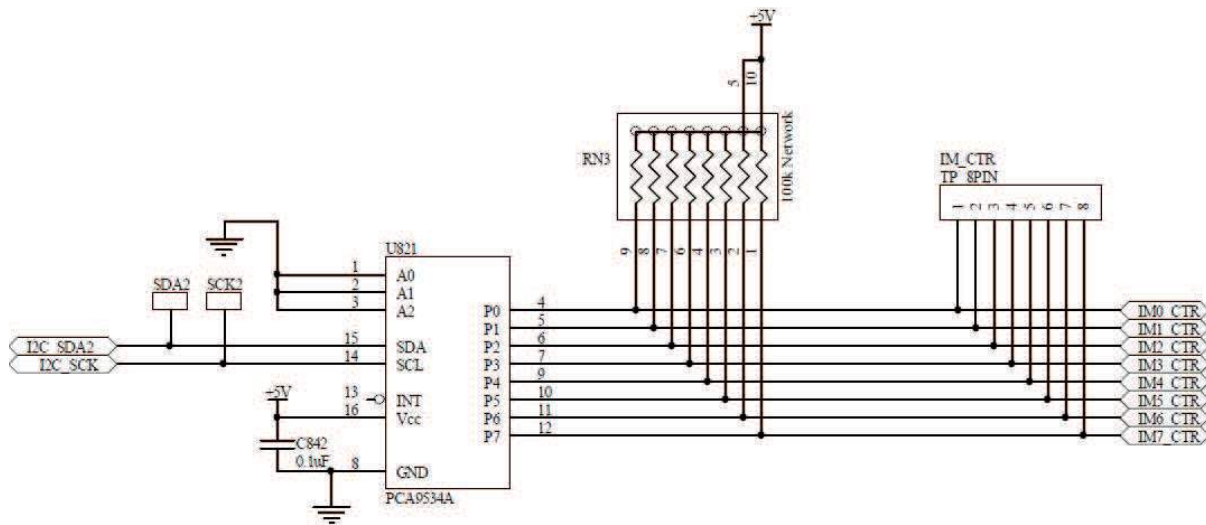 +5V
5
10
RN3
100k Network
IM_CTR
TP_8PIN
1 2 3 4 5 6 7 8
9 8 7 6 4 3 2 1
U821
1 A0
2 A1
3 A2
SDA2 SCK2
I2C_SDA2 15 SDA
I2C_SCK 14 SCL
13 INT
+5V 16 Vcc
C842
0.1uF
8 GND
PCA9534A
P0 4 IM0_CTR
P1 5 IM1_CTR
P2 6 IM2_CTR
P3 7 IM3_CTR
P4 9 IM4_CTR
P5 10 IM5_CTR
P6 11 IM6_CTR
P7 12 IM7_CTR